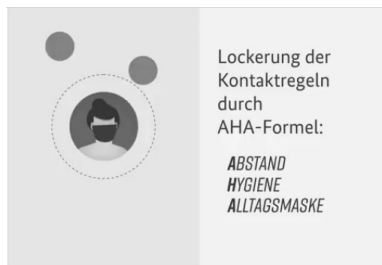 Lockerung der
Kontaktregeln
durch
AHA-Formel:
ABSTAND
HYGIENE
ALLTAGSMASKE